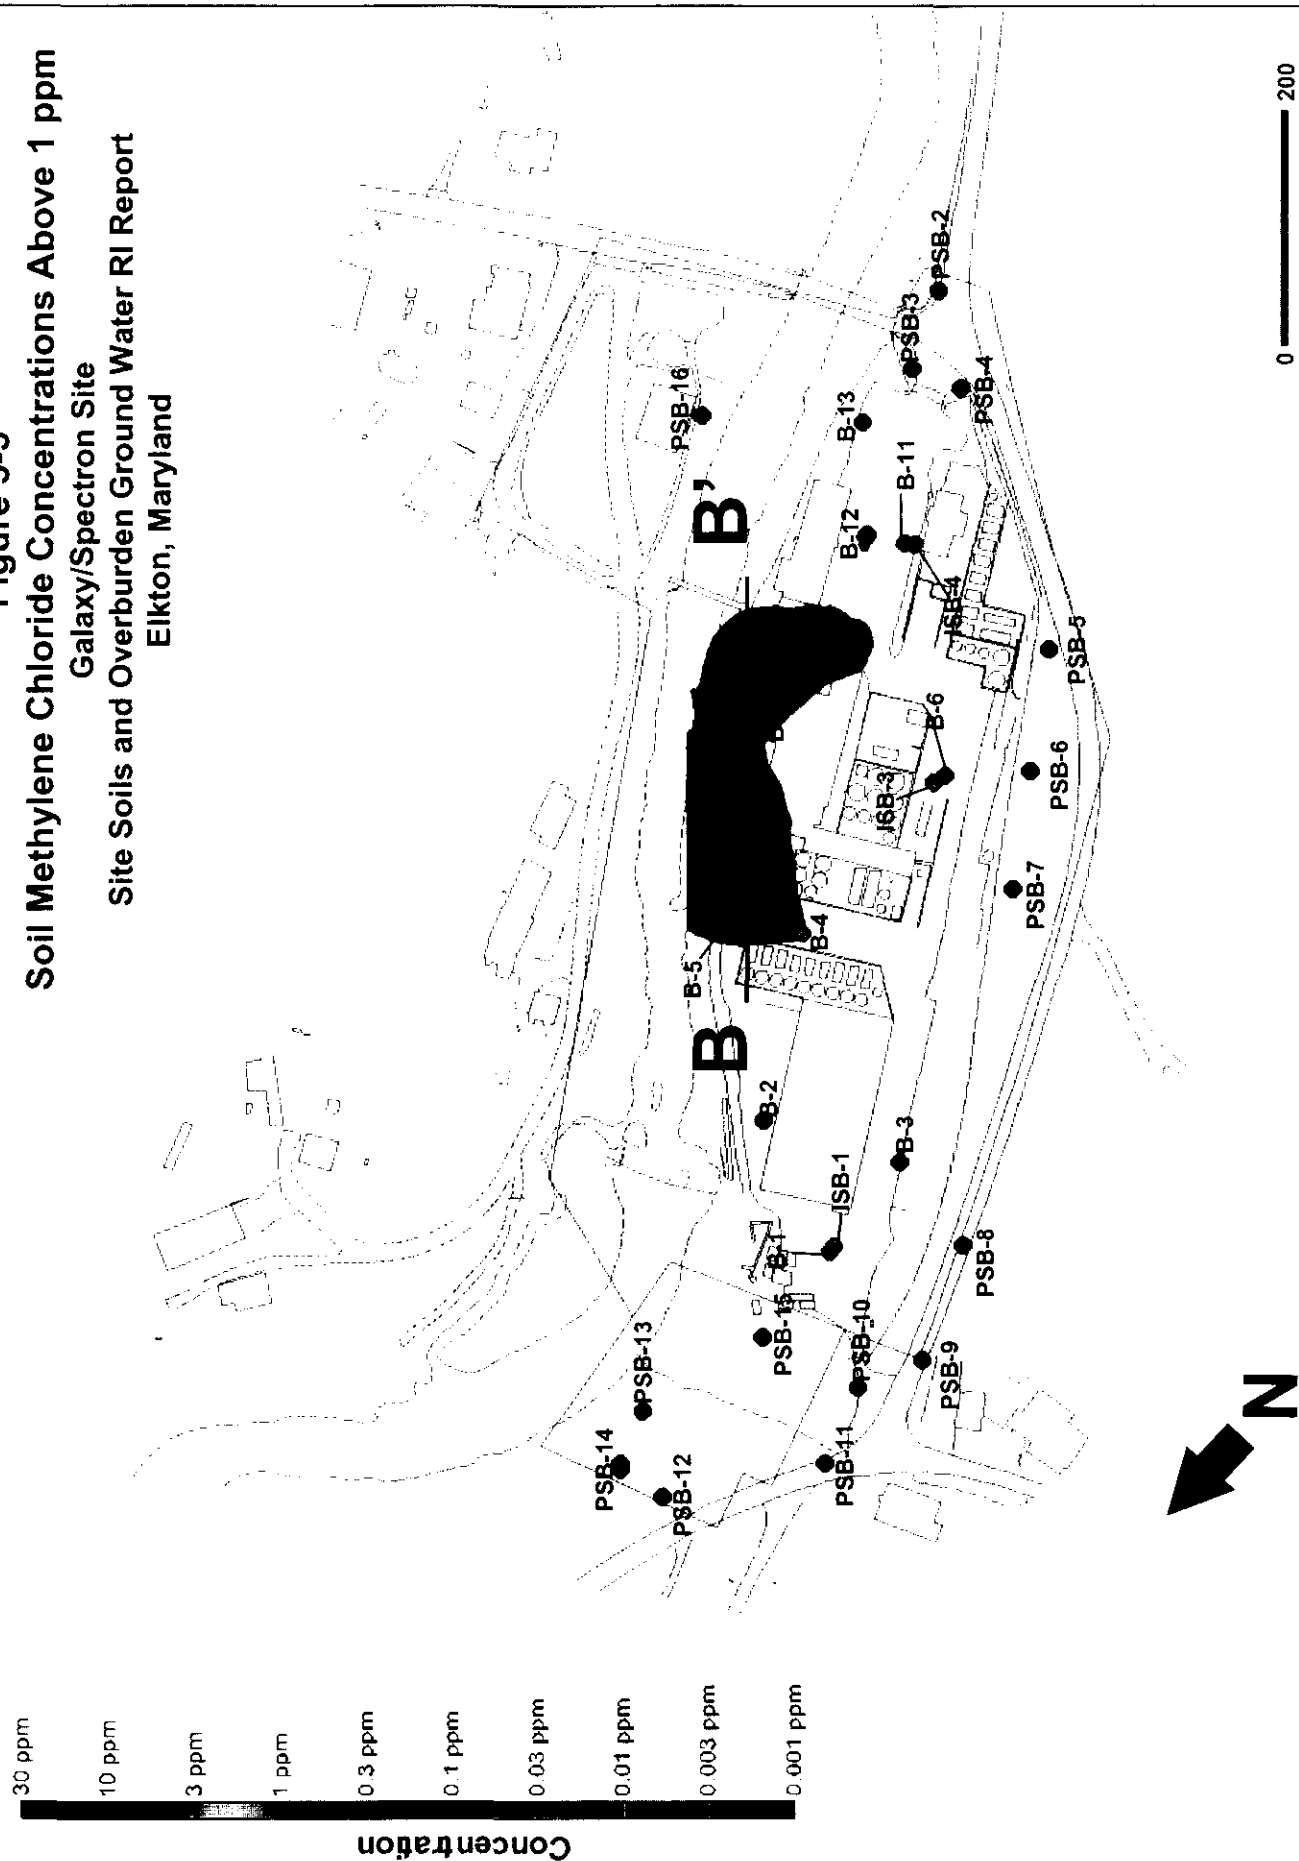 Figure 5-5
Soil Methylene Chloride Concentrations Above 1 ppm
Galaxy/Spectron Site
Site Soils and Overburden Ground Water RI Report
Elkton, Maryland
Concentration
30 ppm
10 ppm
3 ppm
1 ppm
0.3 ppm
0.1 ppm
0.03 ppm
0.01 ppm
0.003 ppm
0.001 ppm
PSB-14
PSB-13
PSB-12
PSB-15
PSB-11
PSB-10
PSB-9
PSB-8
B-1
ISB-1
B-2
B-3
B
B-5
B-4
B'
PSB-16
B-12
B-13
B-11
ISB-4
B-6
ISB-3
PSB-2
PSB-3
PSB-4
PSB-5
PSB-6
PSB-7
N
0 200